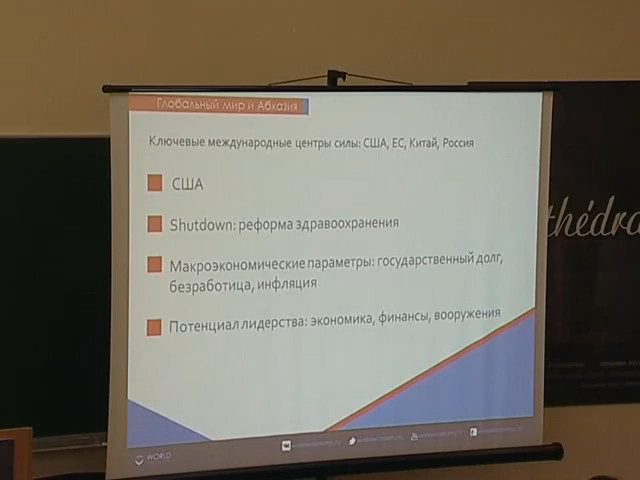 Глобальный мир и Абхазия
Ключевые международные центры силы: США, ЕС, Китай, Россия
США
Shutdown: реформа здравоохранения
Макроэкономические параметры: государственный долг,
безработица, инфляция
Потенциал лидерства: экономика, финансы, вооружения
WORLD
thédra